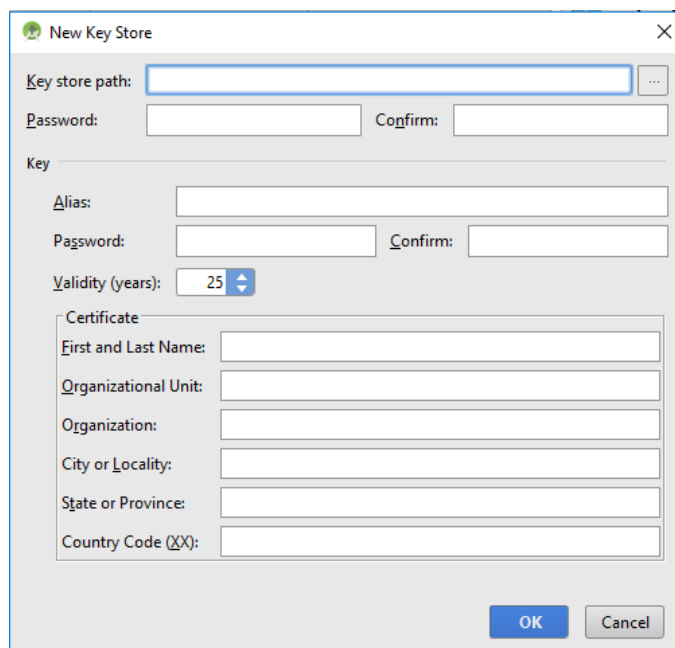 New Key Store
Key store path: ...
Password: Confirm:
Key
Alias:
Password: Confirm:
Validity (years): 25
Certificate
First and Last Name:
Organizational Unit:
Organization:
City or Locality:
State or Province:
Country Code (XX):
OK Cancel